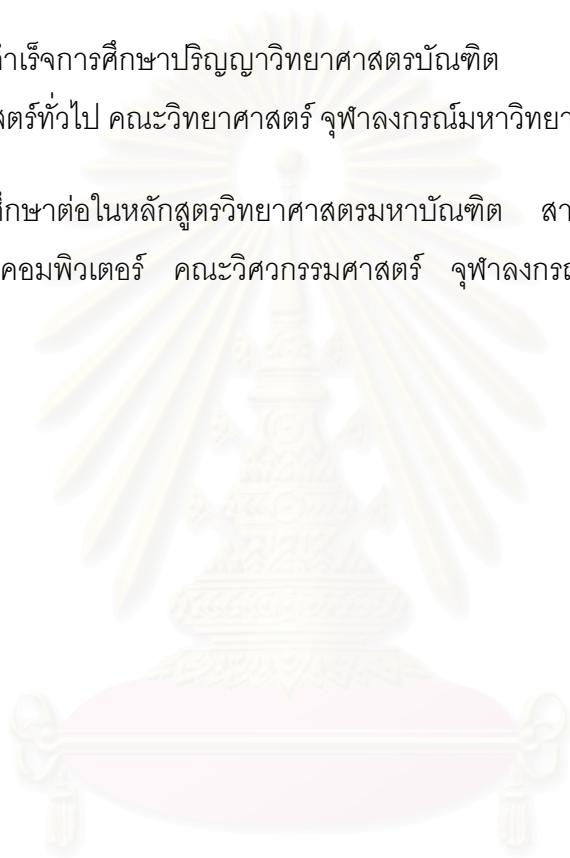 ำเร็จการศึกษาปริญญาวิทยาศาสตรบัณฑิต
สตร์ทั่วไป คณะวิทยาศาสตร์ จุฬาลงกรณ์มหาวิทยา
ศึกษาต่อในหลักสูตรวิทยาศาสตรมหาบัณฑิต สา
คอมพิวเตอร์ คณะวิศวกรรมศาสตร์ จุฬาลงกรณ